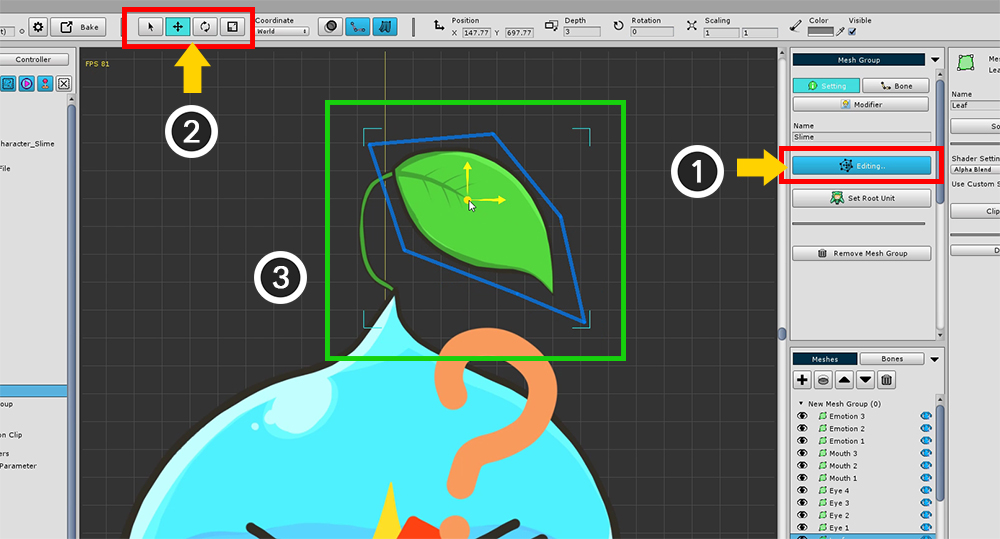 t)
Bake
Coordinate
World
Position
X 147.77 Y 697.77
Depth
3
Rotation
0
Scaling
1 1
Color
Visible
Controller
FPS 81
haracter_Slime
File
oup
on Clip
ers
Parameter
1
2
3
Mesh Group
Setting
Bone
Modifier
Name
Slime
Editing..
Set Root Unit
Remove Mesh Group
Meshes
Bones
New Mesh Group (0)
Emotion 3
Emotion 2
Emotion 1
Mouth 3
Mouth 2
Mouth 1
Eye 4
Eye 3
Eye 2
Eye 1
Mes
Lea
Name
Leaf
So
Shader Setting
Alpha Blend
Use Custom S
Clip
D